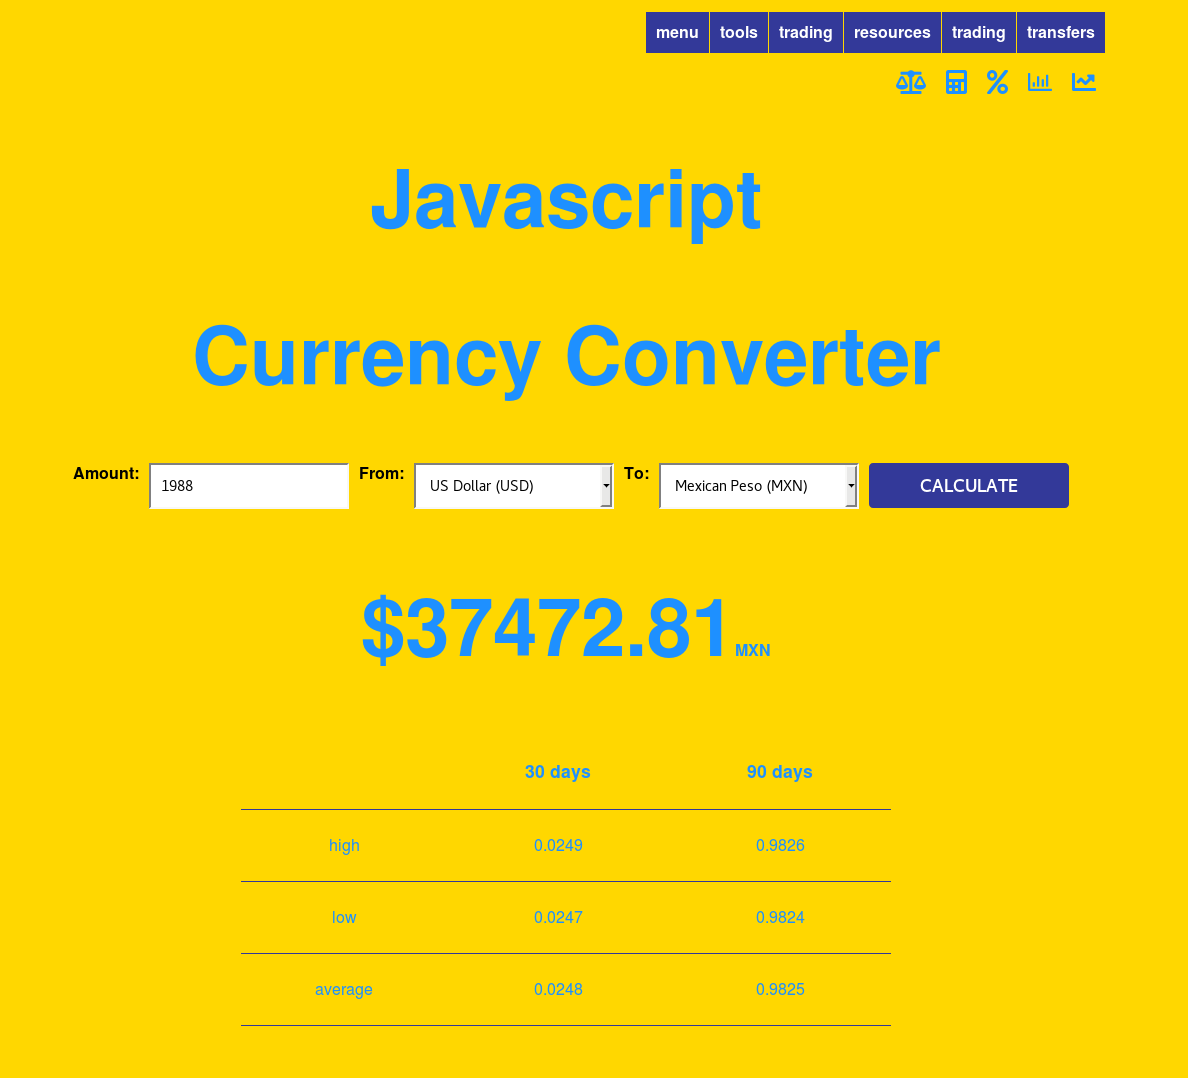 menu tools trading resources trading transfers
Javascript
Currency Converter
Amount: 1988 From: US Dollar (USD) To: Mexican Peso (MXN) CALCULATE
$37472.81 MXN
30 days 90 days
high 0.0249 0.9826
low 0.0247 0.9824
average 0.0248 0.9825